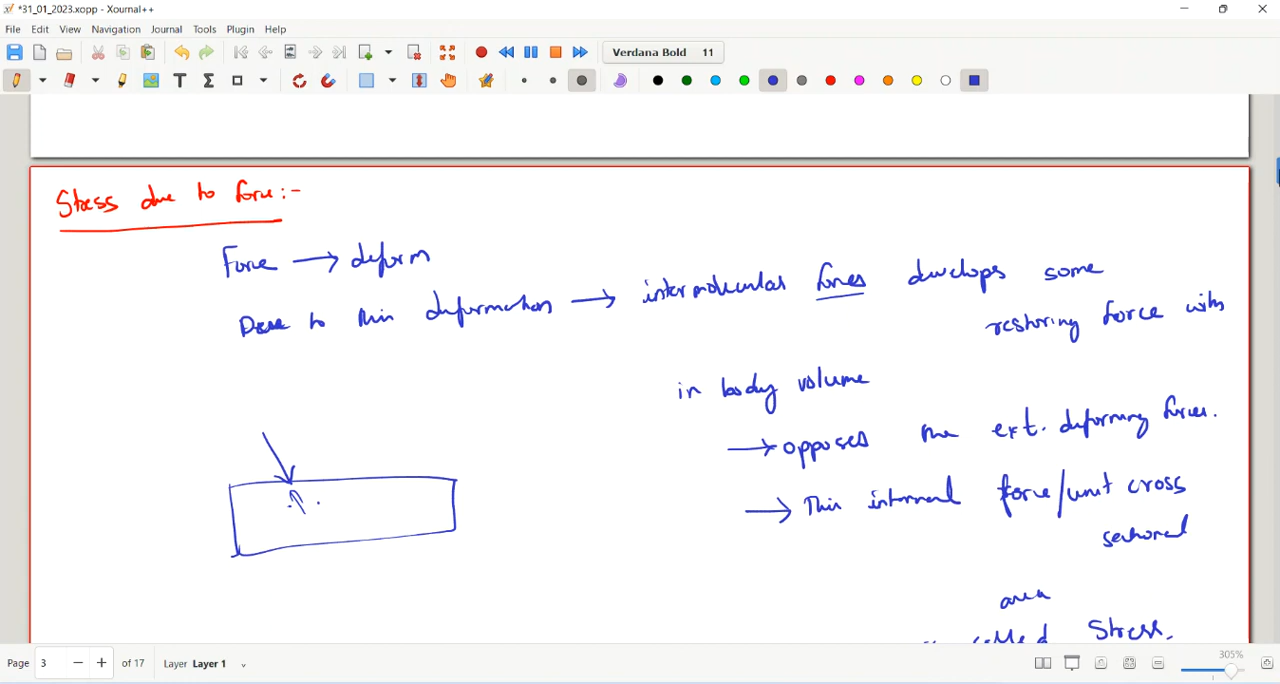 *31_01_2023.xopp - Xournal++
File Edit View Navigation Journal Tools Plugin Help
Verdana Bold 11
Stress due to force:-
Force → deform
Due to this deformation → intermolecular forces develops some
restoring force with
in body volume
→ opposes the ext. deforming forces.
→ This internal force/unit cross
sectional
area
called Stress.
Page 3 of 17 Layer Layer 1
305%